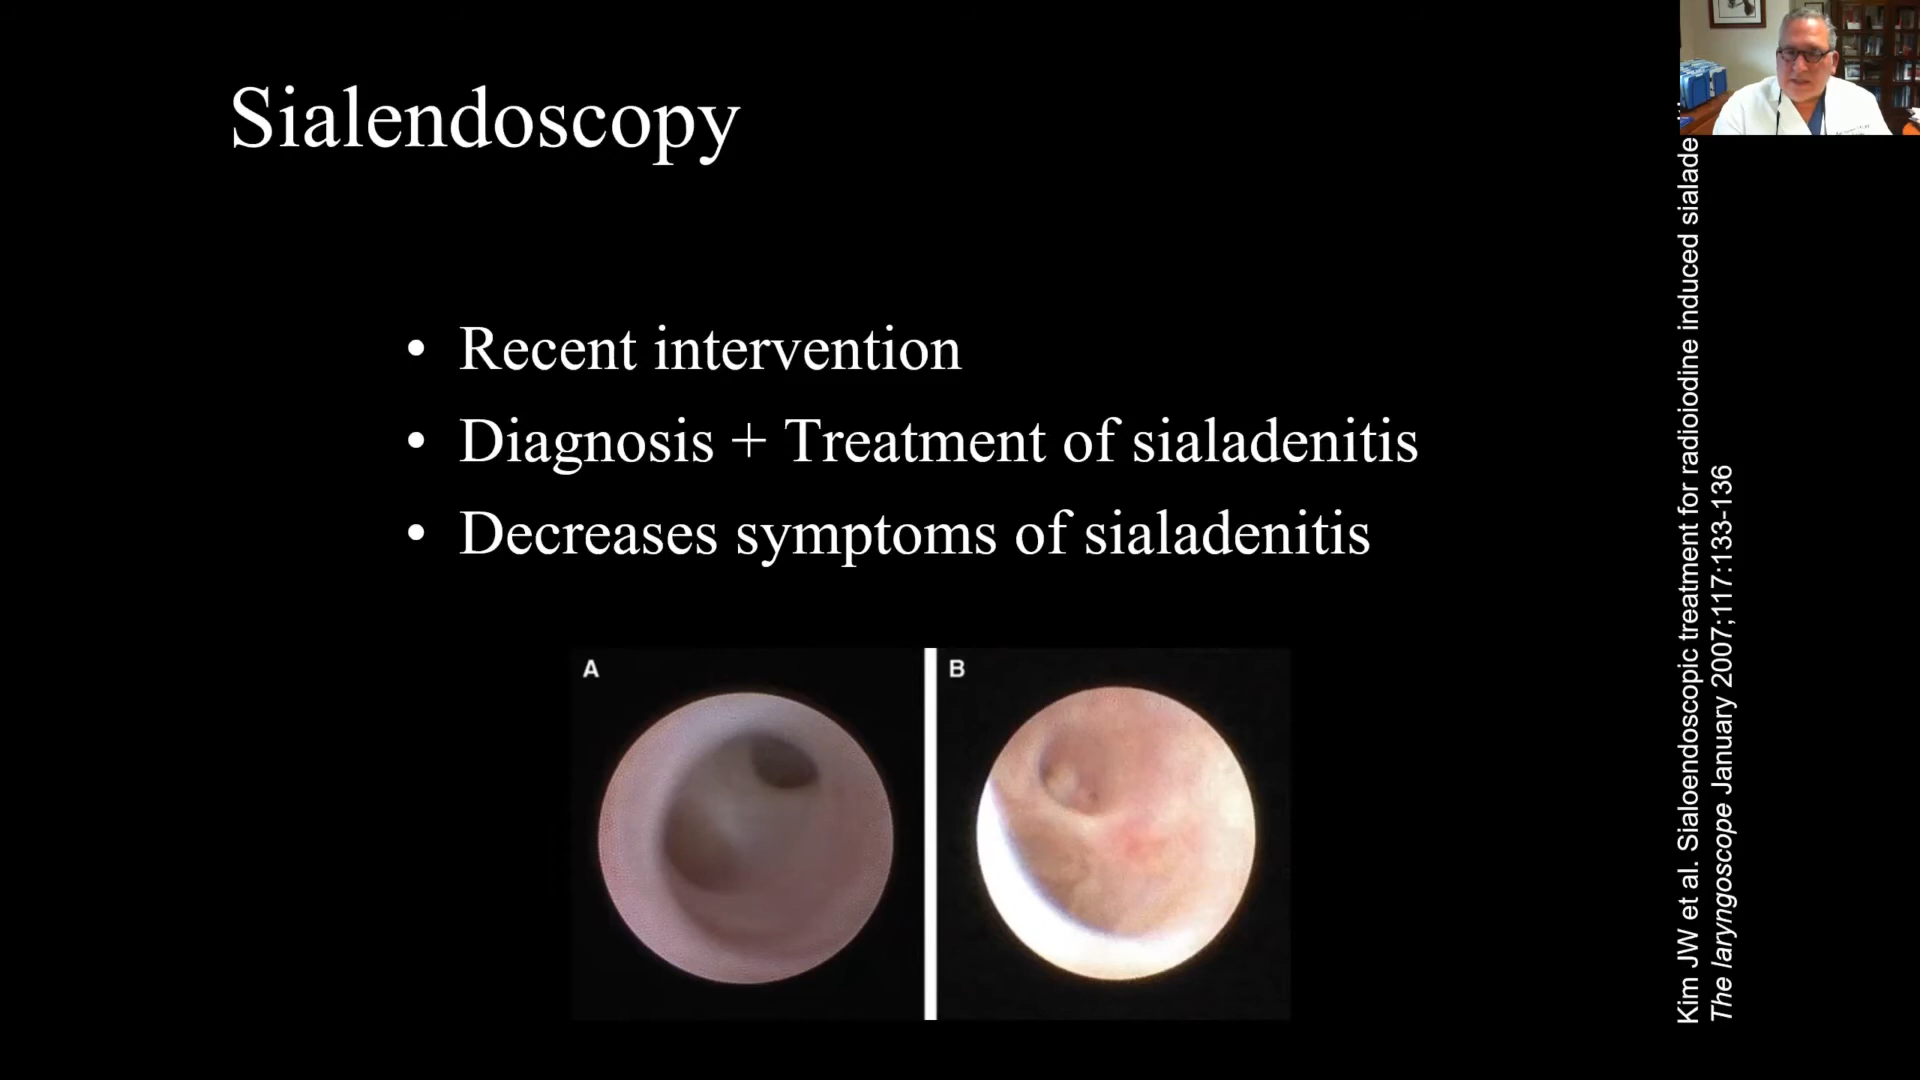 Sialendoscopy
• Recent intervention
• Diagnosis + Treatment of sialadenitis
• Decreases symptoms of sialadenitis
A
B
Kim JW et al. Sialoendoscopic treatment for radioiodine induced sialade
The laryngoscope January 2007;117:133-136